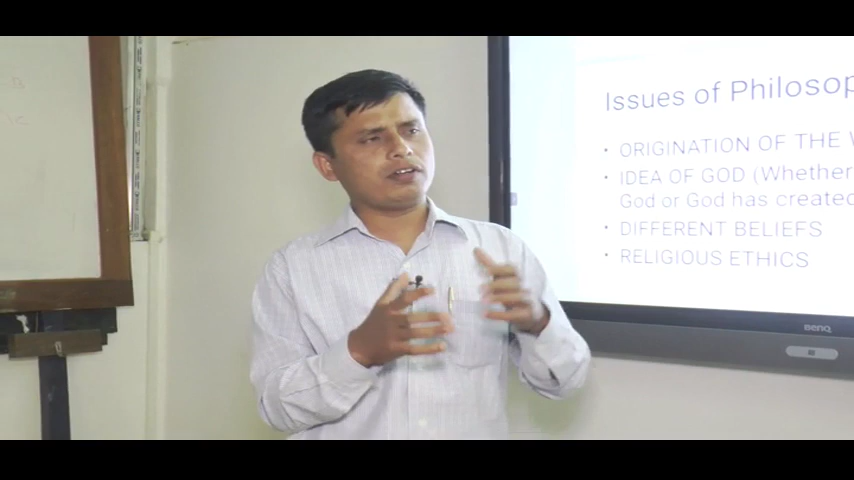 Issues of Philosop
• ORIGINATION OF THE W
• IDEA OF GOD (Whether
God or God has created
• DIFFERENT BELIEFS
• RELIGIOUS ETHICS
BenQ